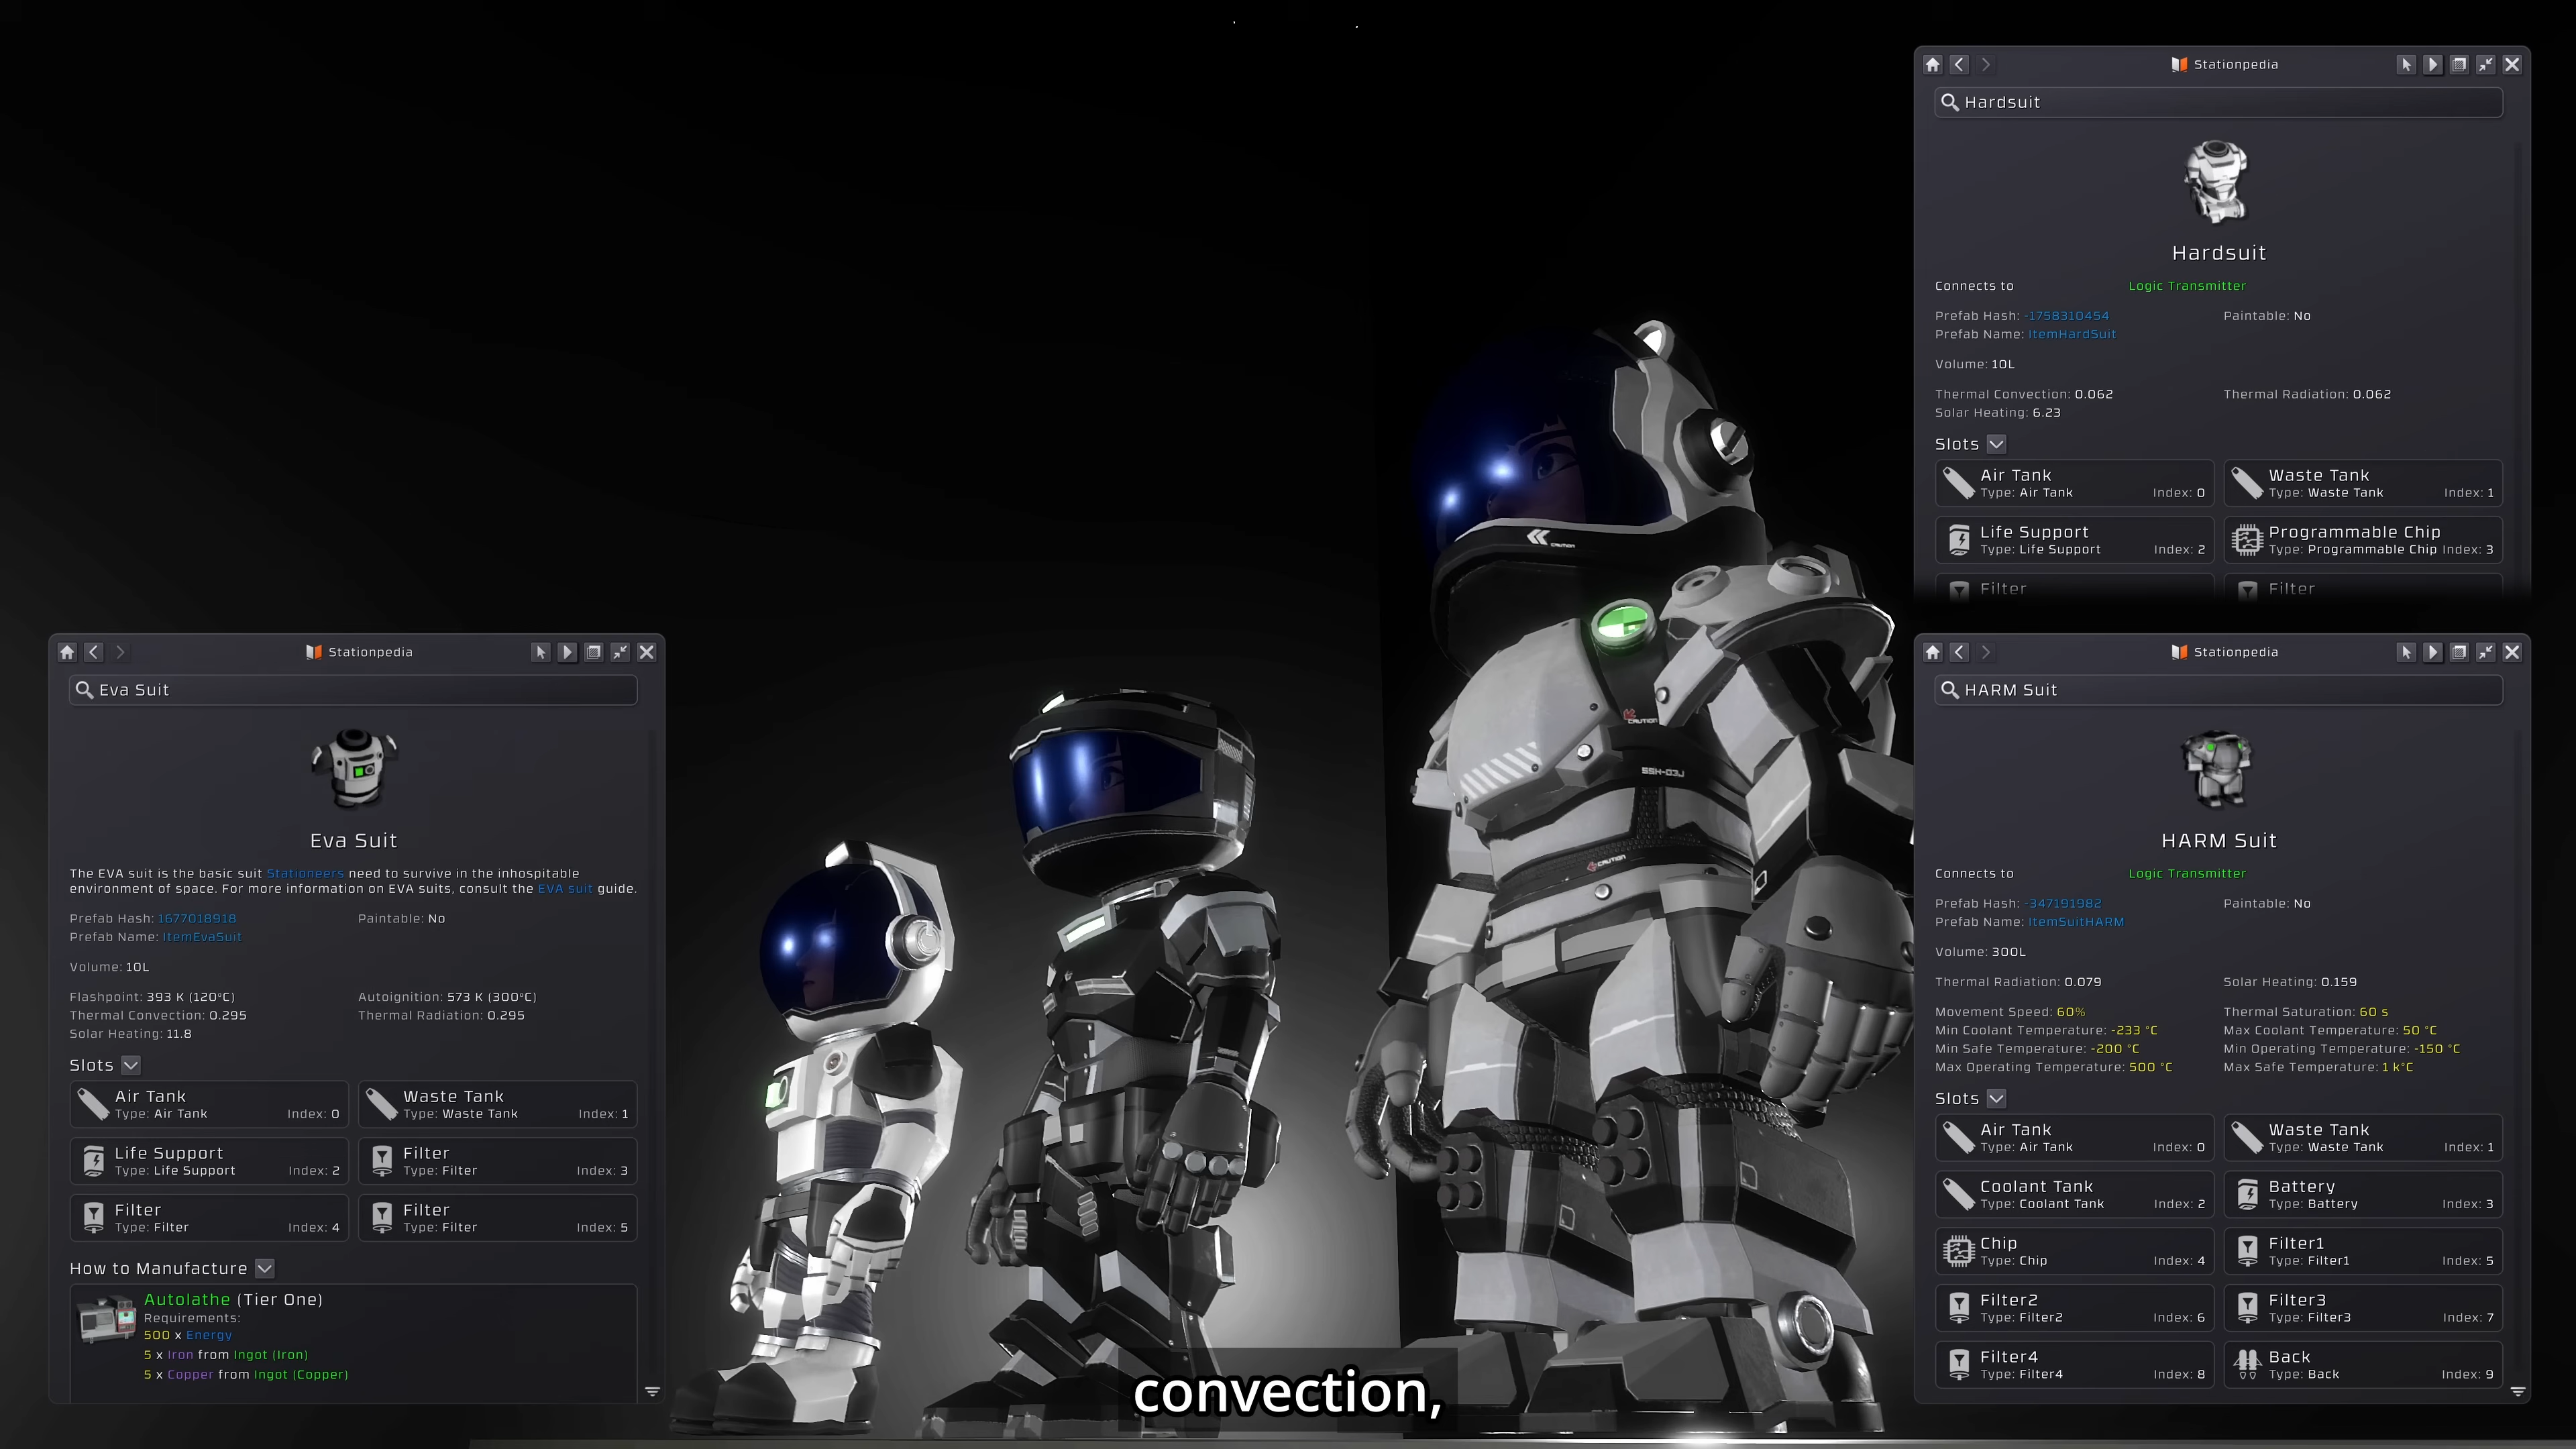 Stationpedia
Eva Suit
Eva Suit
The EVA suit is the basic suit Stationeers need to survive in the inhospitable
environment of space. For more information on EVA suits, consult the EVA suit guide.
Prefab Hash: 1677018918 Paintable: No
Prefab Name: ItemEvaSuit
Volume: 10L
Flashpoint: 393 K (120°C) Autoignition: 573 K (300°C)
Thermal Convection: 0.295 Thermal Radiation: 0.295
Solar Heating: 11.8
Slots
Air Tank Waste Tank
Type: Air Tank Index: 0 Type: Waste Tank Index: 1
Life Support Filter
Type: Life Support Index: 2 Type: Filter Index: 3
Filter Filter
Type: Filter Index: 4 Type: Filter Index: 5
How to Manufacture
Autolathe (Tier One)
Requirements:
500 x Energy
5 x Iron from Ingot (Iron)
5 x Copper from Ingot (Copper)
CAUTION
CAUTION
SSH-03J
CAUTION
convection,
Stationpedia
Hardsuit
Hardsuit
Connects to Logic Transmitter
Prefab Hash: -1758310454 Paintable: No
Prefab Name: ItemHardSuit
Volume: 10L
Thermal Convection: 0.062 Thermal Radiation: 0.062
Solar Heating: 6.23
Slots
Air Tank Waste Tank
Type: Air Tank Index: 0 Type: Waste Tank Index: 1
Life Support Programmable Chip
Type: Life Support Index: 2 Type: Programmable Chip Index: 3
Filter Filter
Stationpedia
HARM Suit
HARM Suit
Connects to Logic Transmitter
Prefab Hash: -347191982 Paintable: No
Prefab Name: ItemSuitHARM
Volume: 300L
Thermal Radiation: 0.079 Solar Heating: 0.159
Movement Speed: 60% Thermal Saturation: 60 s
Min Coolant Temperature: -233 °C Max Coolant Temperature: 50 °C
Min Safe Temperature: -200 °C Min Operating Temperature: -150 °C
Max Operating Temperature: 500 °C Max Safe Temperature: 1 k°C
Slots
Air Tank Waste Tank
Type: Air Tank Index: 0 Type: Waste Tank Index: 1
Coolant Tank Battery
Type: Coolant Tank Index: 2 Type: Battery Index: 3
Chip Filter1
Type: Chip Index: 4 Type: Filter1 Index: 5
Filter2 Filter3
Type: Filter2 Index: 6 Type: Filter3 Index: 7
Filter4 Back
Type: Filter4 Index: 8 Type: Back Index: 9